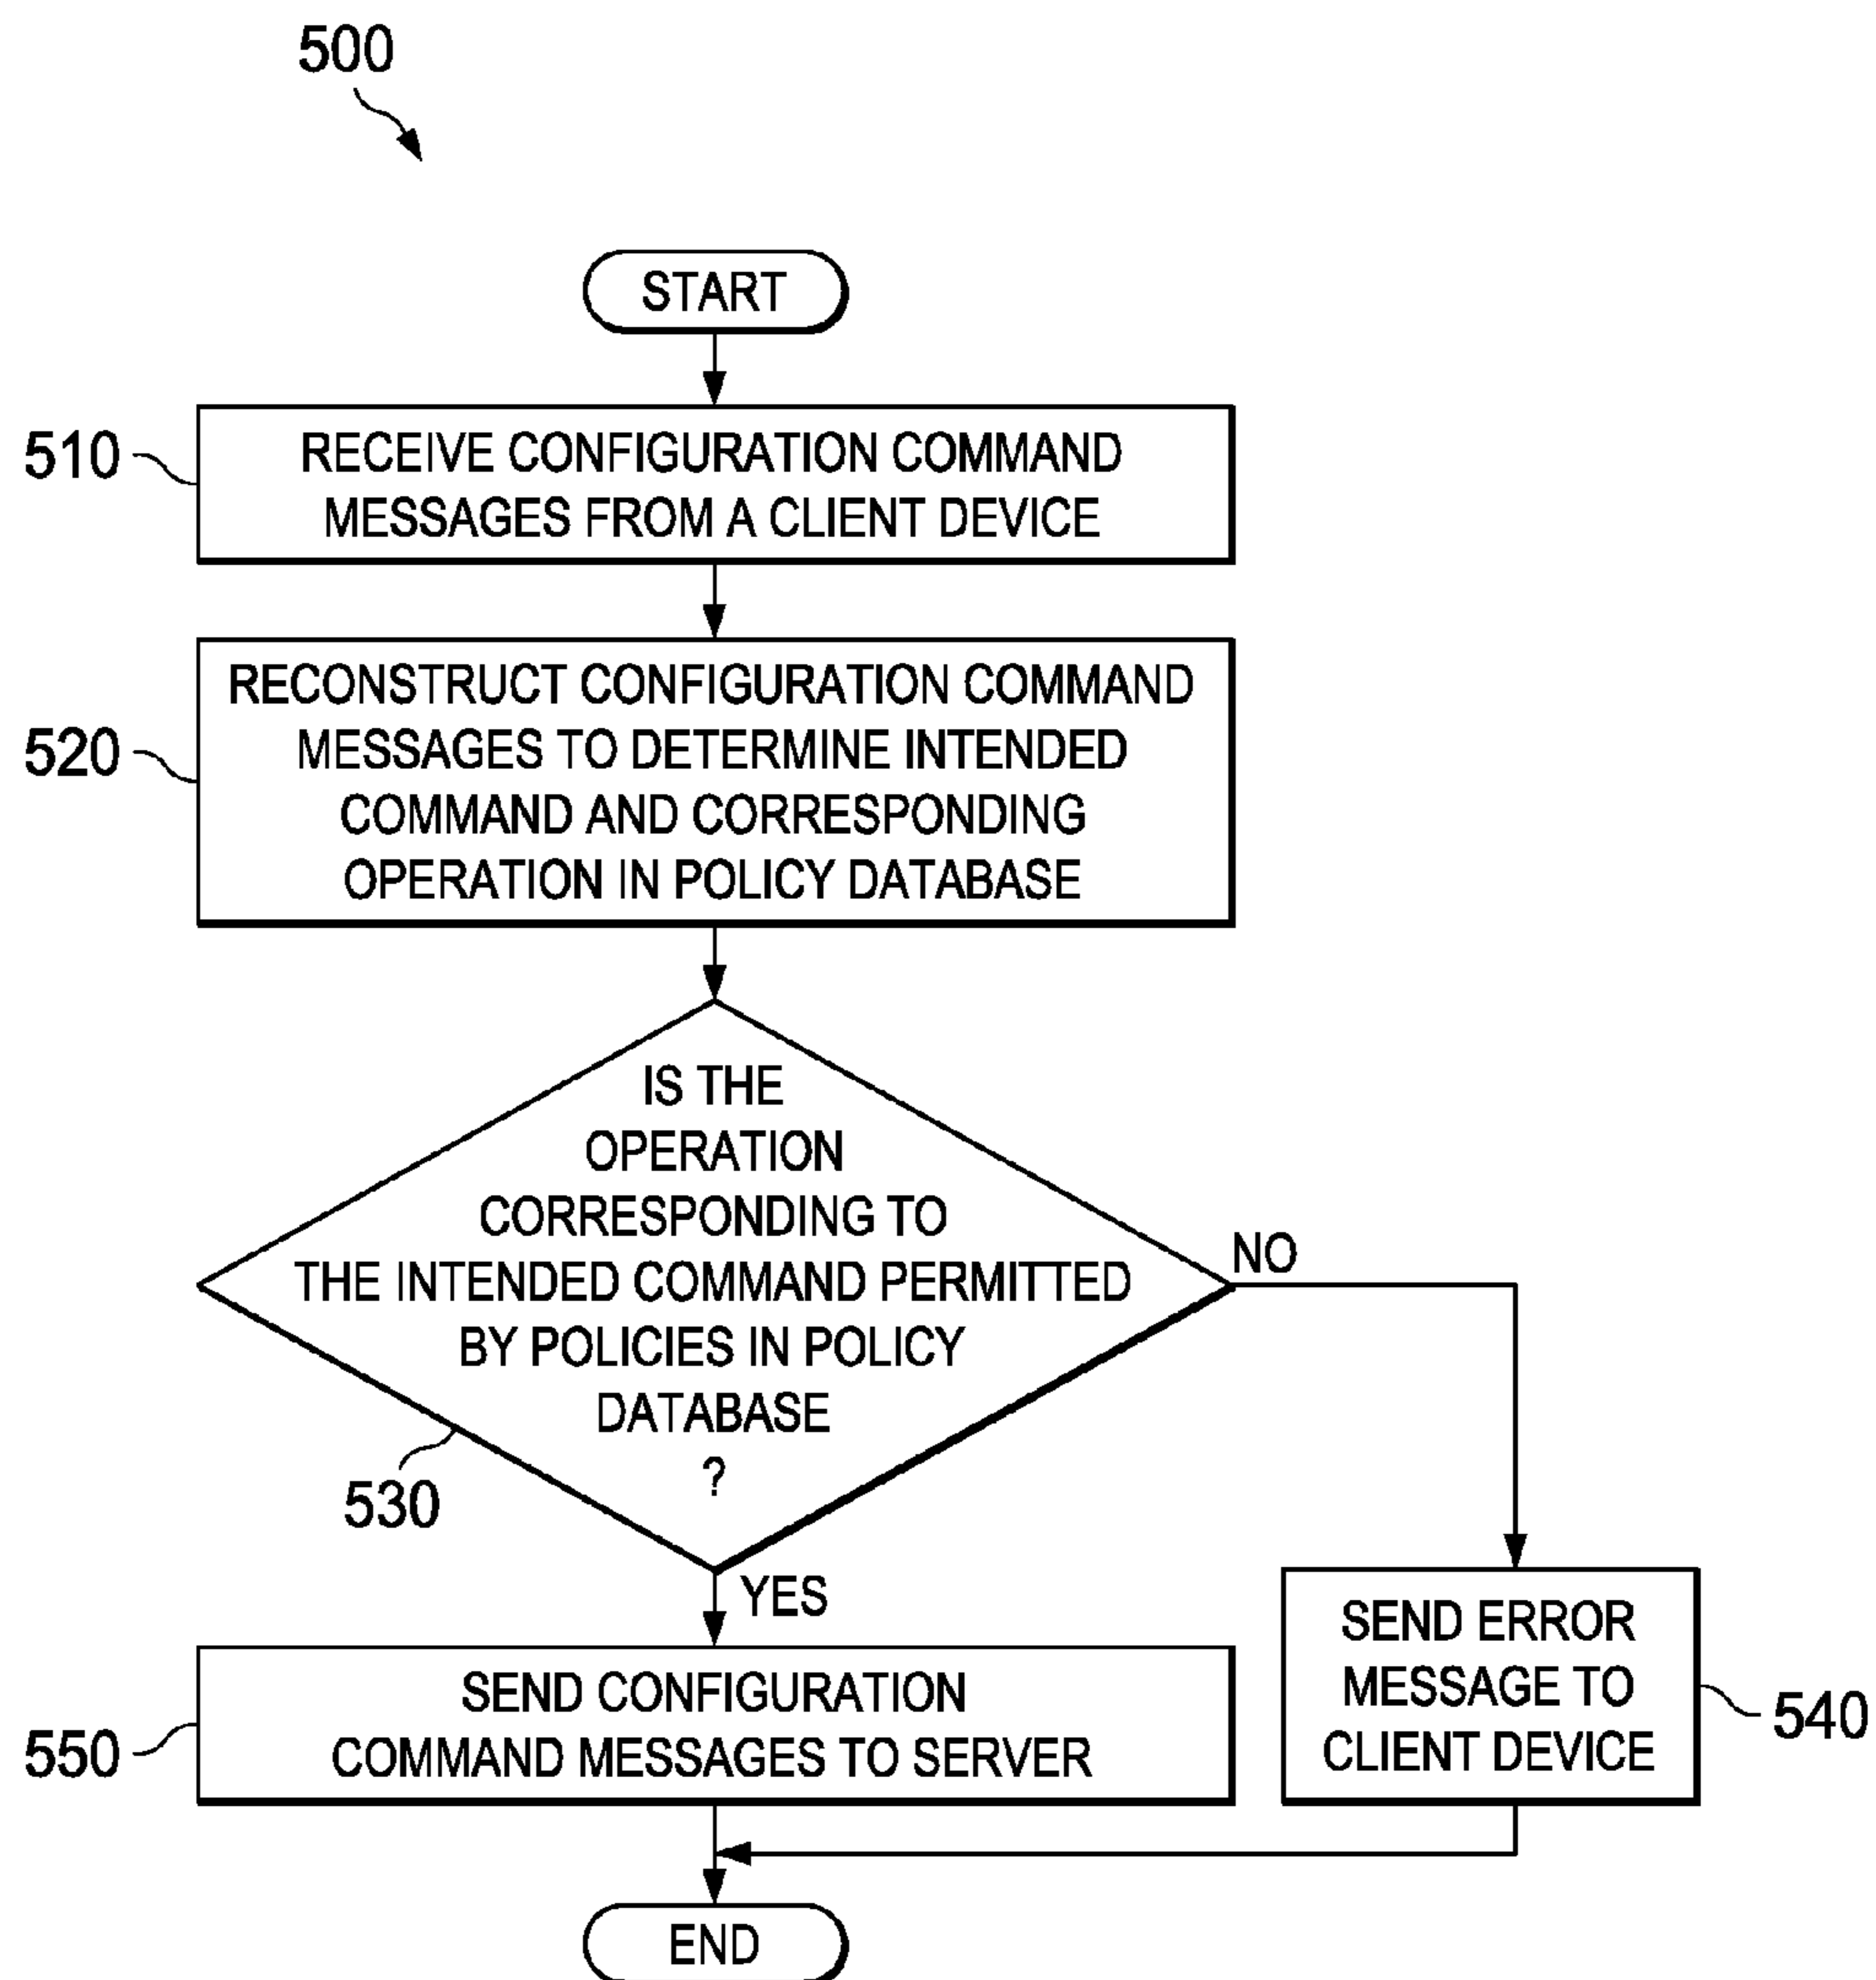 500
START
510
RECEIVE CONFIGURATION COMMAND
MESSAGES FROM A CLIENT DEVICE
520
RECONSTRUCT CONFIGURATION COMMAND
MESSAGES TO DETERMINE INTENDED
COMMAND AND CORRESPONDING
OPERATION IN POLICY DATABASE
IS THE
OPERATION
CORRESPONDING TO
THE INTENDED COMMAND PERMITTED
BY POLICIES IN POLICY
DATABASE
?
530
NO
YES
SEND ERROR
MESSAGE TO
CLIENT DEVICE
540
550
SEND CONFIGURATION
COMMAND MESSAGES TO SERVER
END